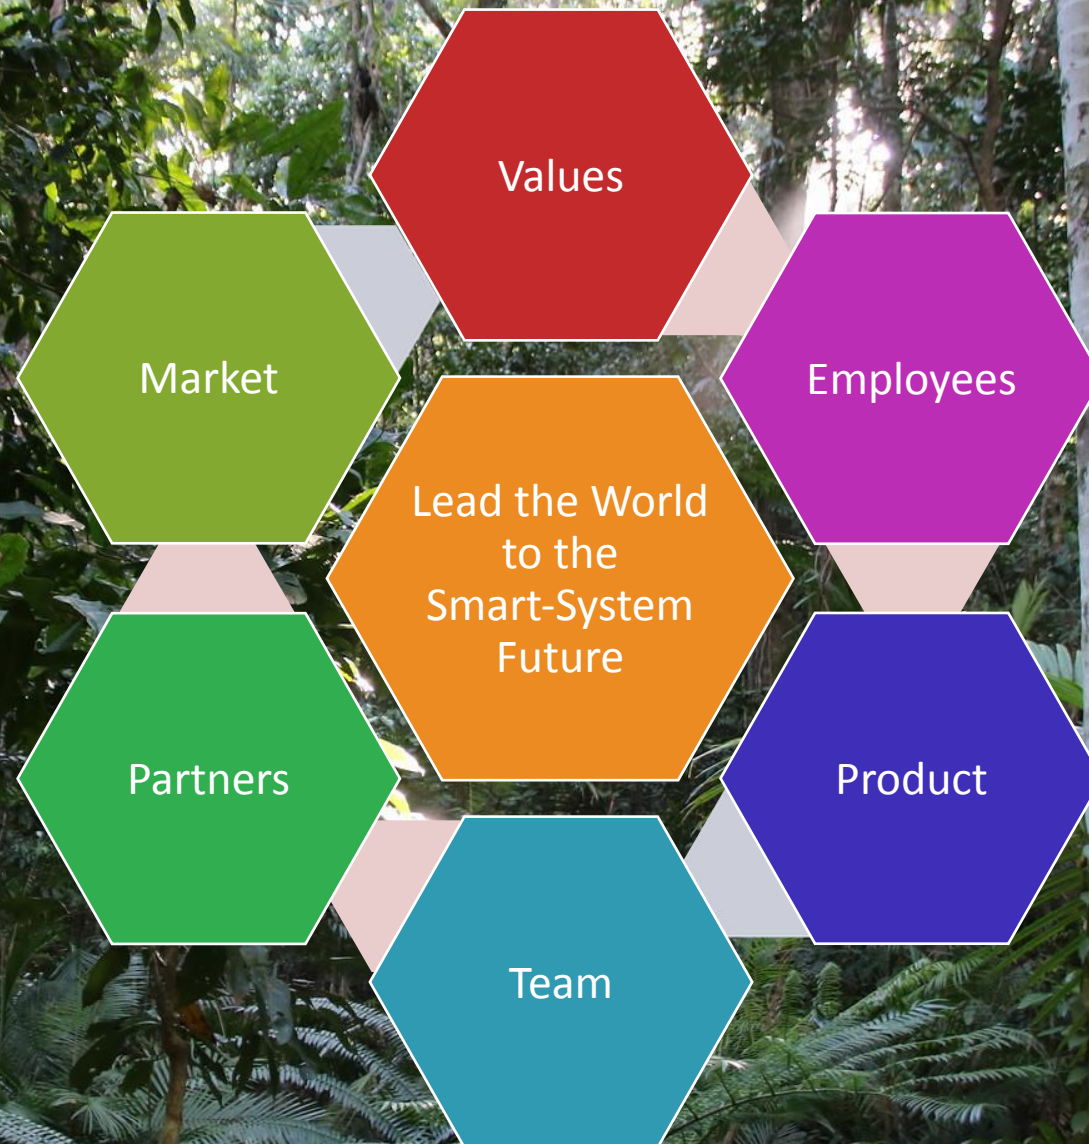 Values
Market
Employees
Lead the World
to the
Smart-System
Future
Partners
Product
Team